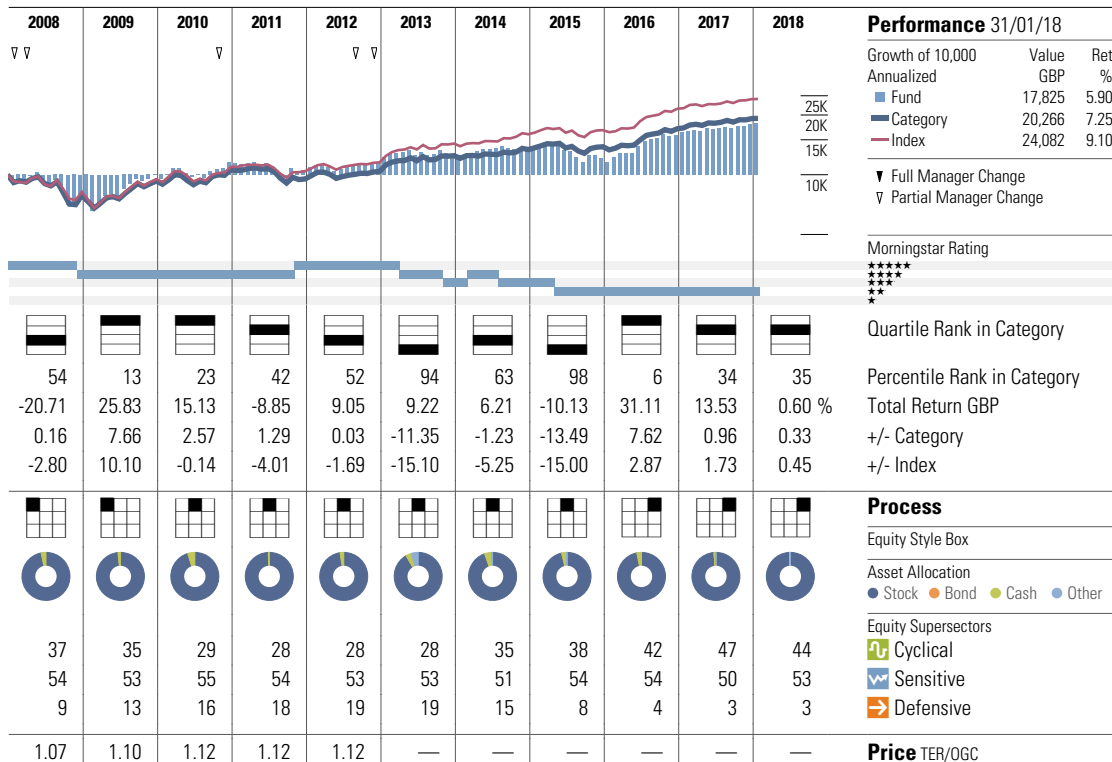 2008 2009 2010 2011 2012 2013 2014 2015 2016 2017 2018
Performance 31/01/18
Growth of 10,000 Value Ret
Annualized GBP %
Fund 17,825 5.90
Category 20,266 7.25
Index 24,082 9.10
25K
20K
15K
10K
Full Manager Change
Partial Manager Change
Morningstar Rating
★★★★★
★★★★
★★★
★★
★
Quartile Rank in Category
54 13 23 42 52 94 63 98 6 34 35 Percentile Rank in Category
-20.71 25.83 15.13 -8.85 9.05 9.22 6.21 -10.13 31.11 13.53 0.60 % Total Return GBP
0.16 7.66 2.57 1.29 0.03 -11.35 -1.23 -13.49 7.62 0.96 0.33 +/- Category
-2.80 10.10 -0.14 -4.01 -1.69 -15.10 -5.25 -15.00 2.87 1.73 0.45 +/- Index
Process
Equity Style Box
Asset Allocation
Stock Bond Cash Other
Equity Supersectors
37 35 29 28 28 28 35 38 42 47 44 Cyclical
54 53 55 54 53 53 51 54 54 50 53 Sensitive
9 13 16 18 19 19 15 8 4 3 3 Defensive
1.07 1.10 1.12 1.12 1.12 — — — — — — Price TER/OGC